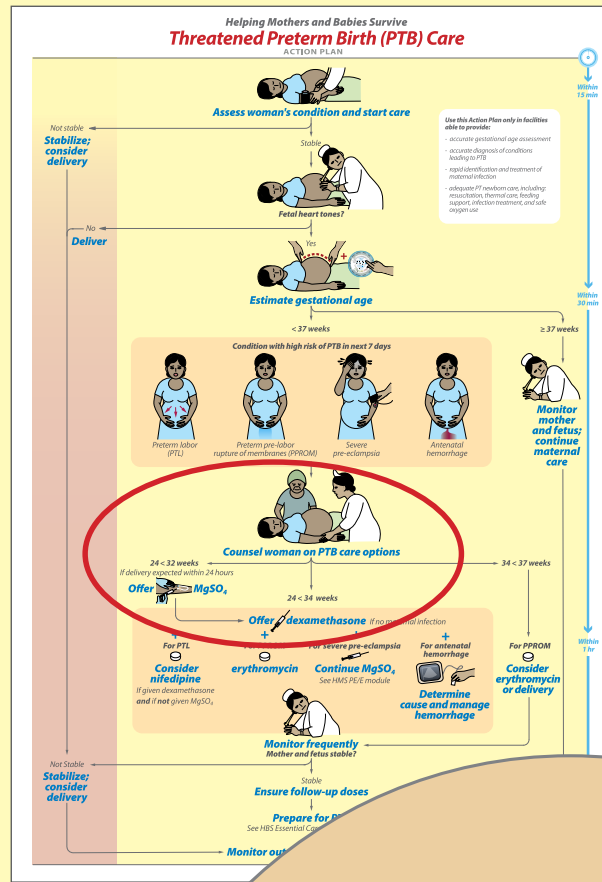 Helping Mothers and Babies Survive
Threatened Preterm Birth (PTB) Care
ACTION PLAN
Within
15 min
Assess woman's condition and start care
Not stable
Stabilize;
consider
delivery
Stable
Use this Action Plan only in facilities
able to provide:
- accurate gestational age assessment
- accurate diagnosis of conditions
leading to PTB
- rapid identification and treatment of
maternal infection
- adequate PT newborn care, including:
resuscitation, thermal care, feeding
support, infection treatment, and safe
oxygen use
Fetal heart tones?
No
Deliver
Yes
+
Estimate gestational age
Within
30 min
< 37 weeks
≥ 37 weeks
Condition with high risk of PTB in next 7 days
Preterm labor
(PTL)
Preterm pre-labor
rupture of membranes (PPROM)
Severe
pre-eclampsia
Antenatal
hemorrhage
Monitor
mother
and fetus;
continue
maternal
care
Counsel woman on PTB care options
24 < 32 weeks
If delivery expected within 24 hours
Offer MgSO₄
34 < 37 weeks
24 < 34 weeks
Offer dexamethasone If no maternal infection
+ + + +
For PTL
Consider
nifedipine
If given dexamethasone
and if not given MgSO₄
erythromycin
For severe pre-eclampsia
Continue MgSO₄
See HMS PE/E module
For antenatal
hemorrhage
Determine
cause and manage
hemorrhage
For PPROM
Consider
erythromycin
or delivery
Within
1 hr
Monitor frequently
Mother and fetus stable?
Not Stable
Stabilize;
consider
delivery
Stable
Ensure follow-up doses
Prepare for
See HBS Essential
Monitor